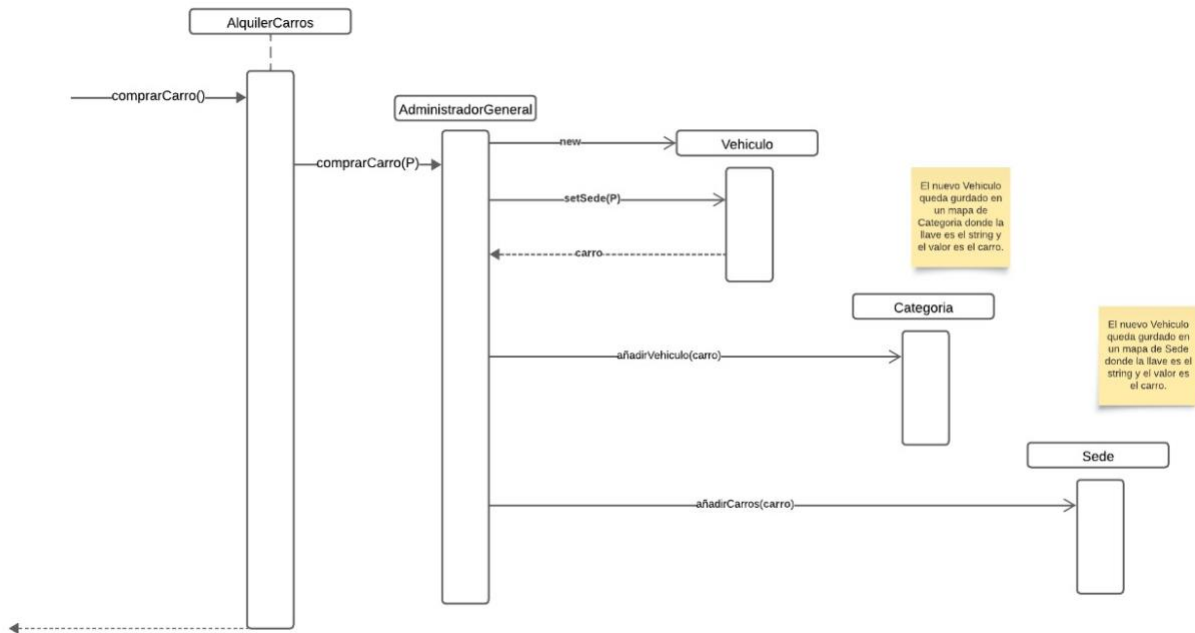 AlquilerCarros
comprarCarro()
AdministradorGeneral
new
Vehiculo
comprarCarro(P)
setSede(P)
carro
El nuevo Vehiculo
queda gurdado en
un mapa de
Categoria donde la
llave es el string y
el valor es el carro.
Categoria
El nuevo Vehiculo
queda gurdado en
un mapa de Sede
donde la llave es el
string y el valor es
el carro.
añadirVehiculo(carro)
Sede
añadirCarros(carro)